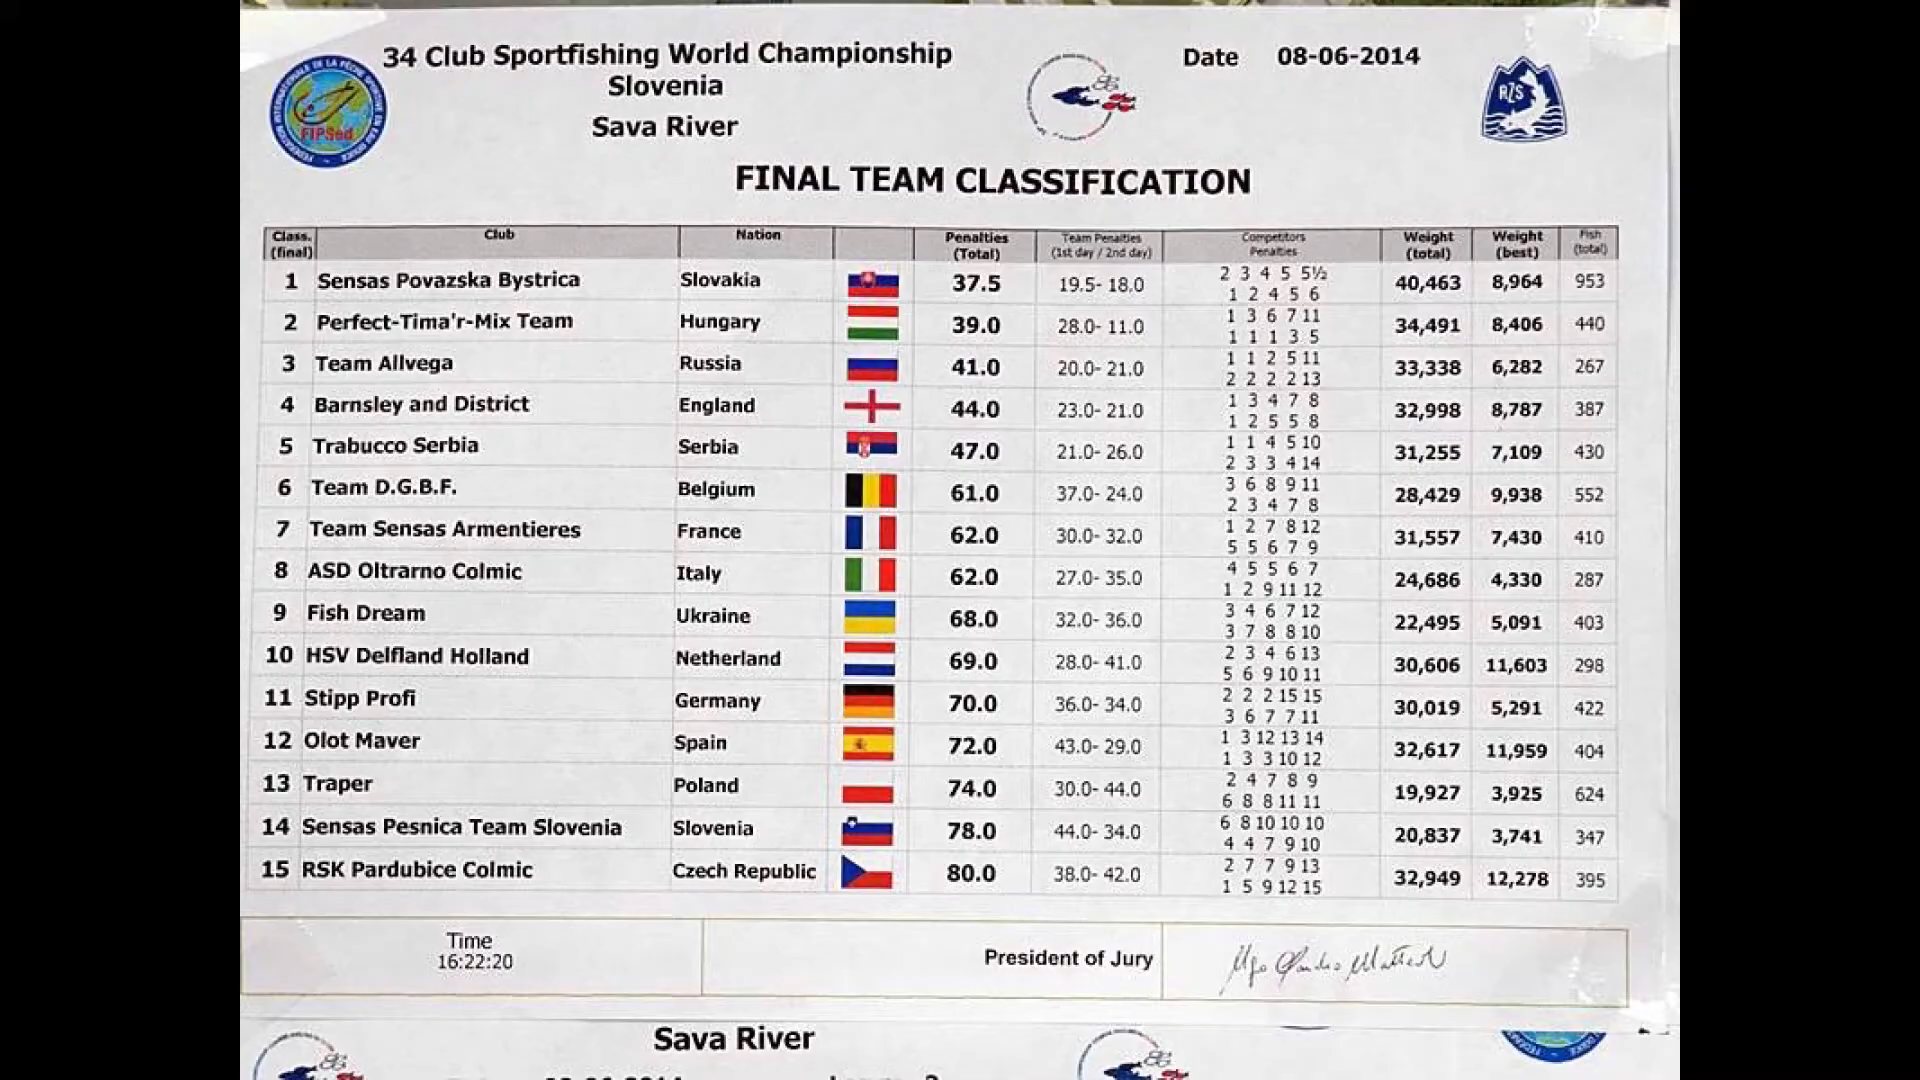 34 Club Sportfishing World Championship
Slovenia
Sava River
Date 08-06-2014
FIPSed
RZS
FINAL TEAM CLASSIFICATION
Class. (final) Club Nation Penalties (Total) Team Penalties (1st day / 2nd day) Competitors Penalties Weight (total) Weight (best) Fish (total)
1 Sensas Povazska Bystrica Slovakia 37.5 19.5- 18.0 2 3 4 5 5½ 40,463 8,964 953
1 2 4 5 6
2 Perfect-Tima'r-Mix Team Hungary 39.0 28.0- 11.0 1 3 6 7 11 34,491 8,406 440
1 1 1 3 5
3 Team Allvega Russia 41.0 20.0- 21.0 1 1 2 5 11 33,338 6,282 267
2 2 2 2 13
4 Barnsley and District England 44.0 23.0- 21.0 1 3 4 7 8 32,998 8,787 387
1 2 5 5 8
5 Trabucco Serbia Serbia 47.0 21.0- 26.0 1 1 4 5 10 31,255 7,109 430
2 3 3 4 14
6 Team D.G.B.F. Belgium 61.0 37.0- 24.0 3 6 8 9 11 28,429 9,938 552
2 3 4 7 8
7 Team Sensas Armentieres France 62.0 30.0- 32.0 1 2 7 8 12 31,557 7,430 410
5 5 6 7 9
8 ASD Oltrarno Colmic Italy 62.0 27.0- 35.0 4 5 5 6 7 24,686 4,330 287
1 2 9 11 12
9 Fish Dream Ukraine 68.0 32.0- 36.0 3 4 6 7 12 22,495 5,091 403
3 7 8 8 10
10 HSV Delfland Holland Netherland 69.0 28.0- 41.0 2 3 4 6 13 30,606 11,603 298
5 6 9 10 11
11 Stipp Profi Germany 70.0 36.0- 34.0 2 2 2 15 15 30,019 5,291 422
3 6 7 7 11
12 Olot Maver Spain 72.0 43.0- 29.0 1 3 12 13 14 32,617 11,959 404
1 3 3 10 12
13 Traper Poland 74.0 30.0- 44.0 2 4 7 8 9 19,927 3,925 624
6 8 8 11 11
14 Sensas Pesnica Team Slovenia Slovenia 78.0 44.0- 34.0 6 8 10 10 10 20,837 3,741 347
4 4 7 9 10
15 RSK Pardubice Colmic Czech Republic 80.0 38.0- 42.0 2 7 7 9 13 32,949 12,278 395
1 5 9 12 15
Time
16:22:20
President of Jury
Sava River